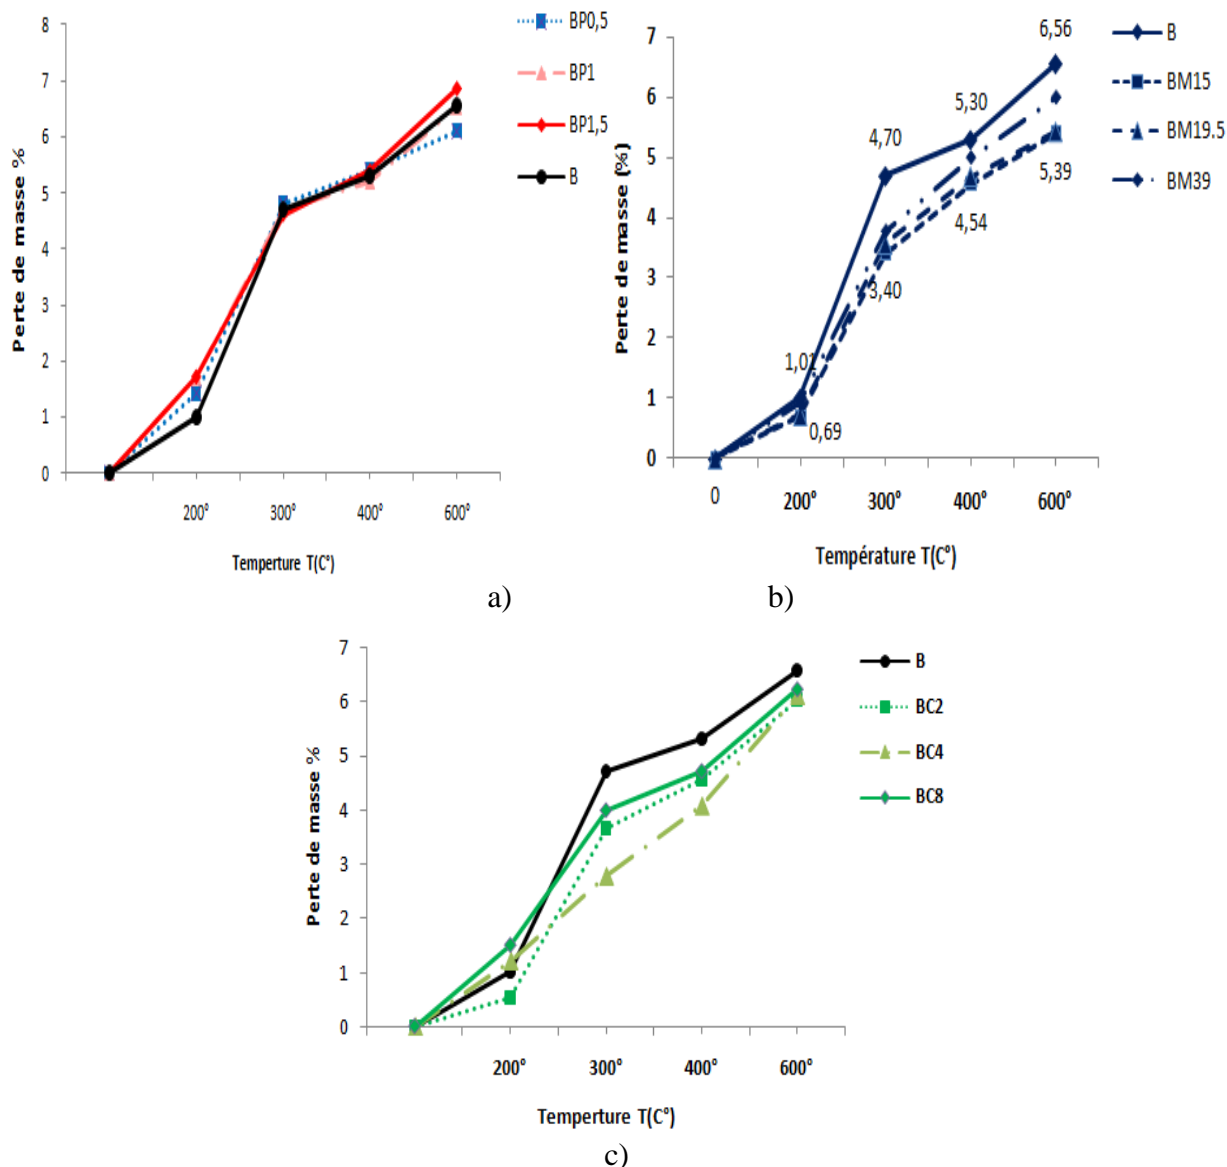 8
7
6
5
4
3
2
1
0
Perte de masse %
200°
300°
400°
600°
Temperture T(C°)
BP0,5
BP1
BP1,5
B
a)
7
6
5
4
3
2
1
0
Perte de masse (%)
6,56
5,30
4,70
5,39
4,54
3,40
1,01
0,69
0
200°
300°
400°
600°
Température T(C°)
B
BM15
BM19.5
BM39
b)
7
6
5
4
3
2
1
0
Perte de masse %
200°
300°
400°
600°
Temperture T(C°)
B
BC2
BC4
BC8
c)